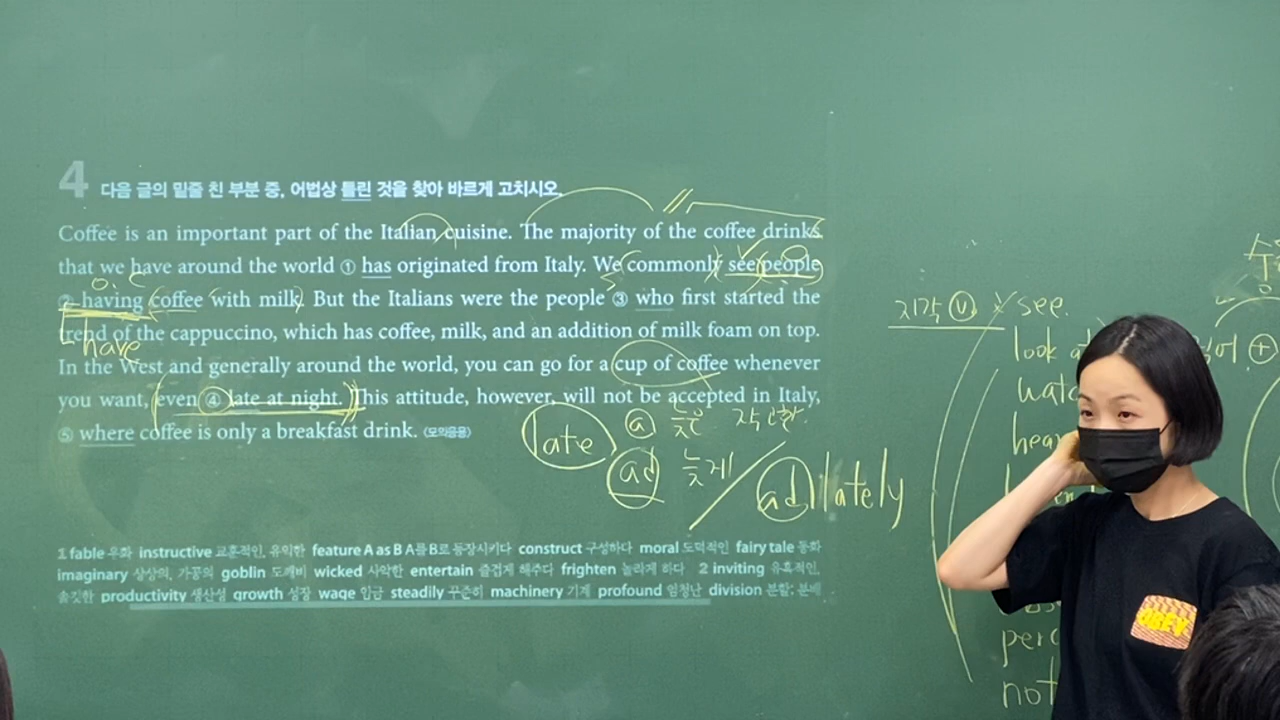 4 다음 글의 밑줄 친 부분 중, 어법상 틀린 것을 찾아 바르게 고치시오.
Coffee is an important part of the Italian cuisine. The majority of the coffee drinks
that we have around the world ① has originated from Italy. We commonly see people
② having coffee with milk. But the Italians were the people ③ who first started the
trend of the cappuccino, which has coffee, milk, and an addition of milk foam on top.
In the West and generally around the world, you can go for a cup of coffee whenever
you want, even ④ late at night. This attitude, however, will not be accepted in Italy,
⑤ where coffee is only a breakfast drink. (모의응용)
o.c
have
late
ⓐ 늦은
ad 늦게
ad lately
지각 ⓥ
see.
look at
watc
hear
perc
not
1 fable 우화 instructive 교훈적인, 유익한 feature A as B A를 B로 등장시키다 construct 구성하다 moral 도덕적인 fairy tale 동화
imaginary 상상의, 가공의 goblin 도깨비 wicked 사악한 entertain 즐겁게 해주다 frighten 놀라게 하다 2 inviting 유혹적인,
솔깃한 productivity 생산성 growth 성장 wage 임금 steadily 꾸준히 machinery 기계 profound 엄청난 division 분할; 분배
OBEY